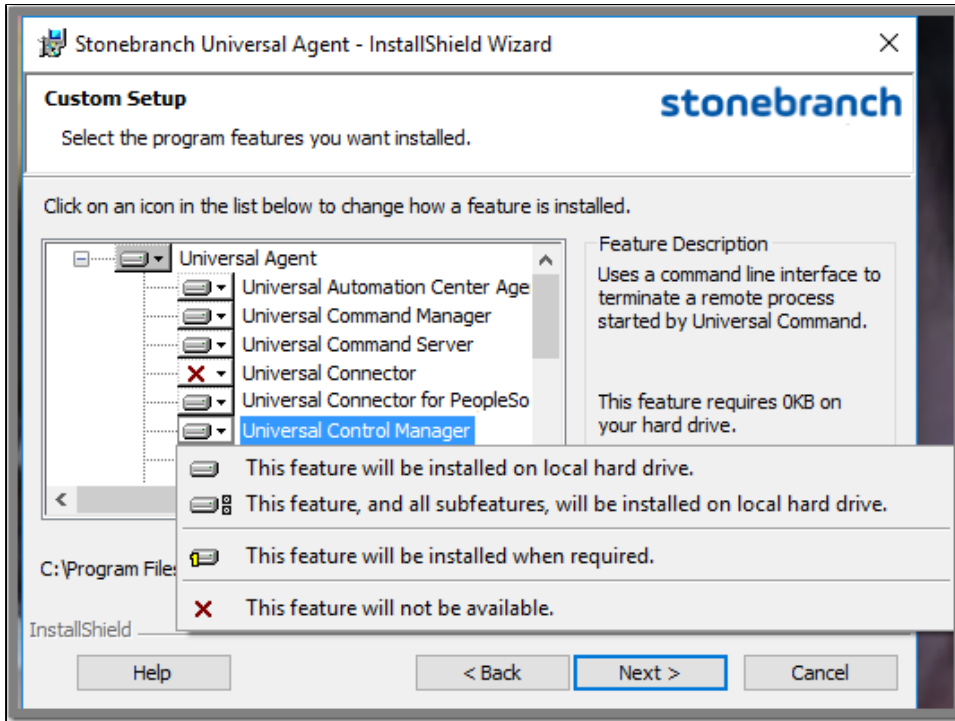 Stonebranch Universal Agent - InstallShield Wizard
Custom Setup
stonebranch
Select the program features you want installed.
Click on an icon in the list below to change how a feature is installed.
Universal Agent
Universal Automation Center Age
Universal Command Manager
Universal Command Server
Universal Connector
Universal Connector for PeopleSo
Universal Control Manager
Feature Description
Uses a command line interface to
terminate a remote process
started by Universal Command.
This feature requires 0KB on
your hard drive.
This feature will be installed on local hard drive.
This feature, and all subfeatures, will be installed on local hard drive.
This feature will be installed when required.
This feature will not be available.
C:\Program Files
InstallShield
Help
< Back
Next >
Cancel